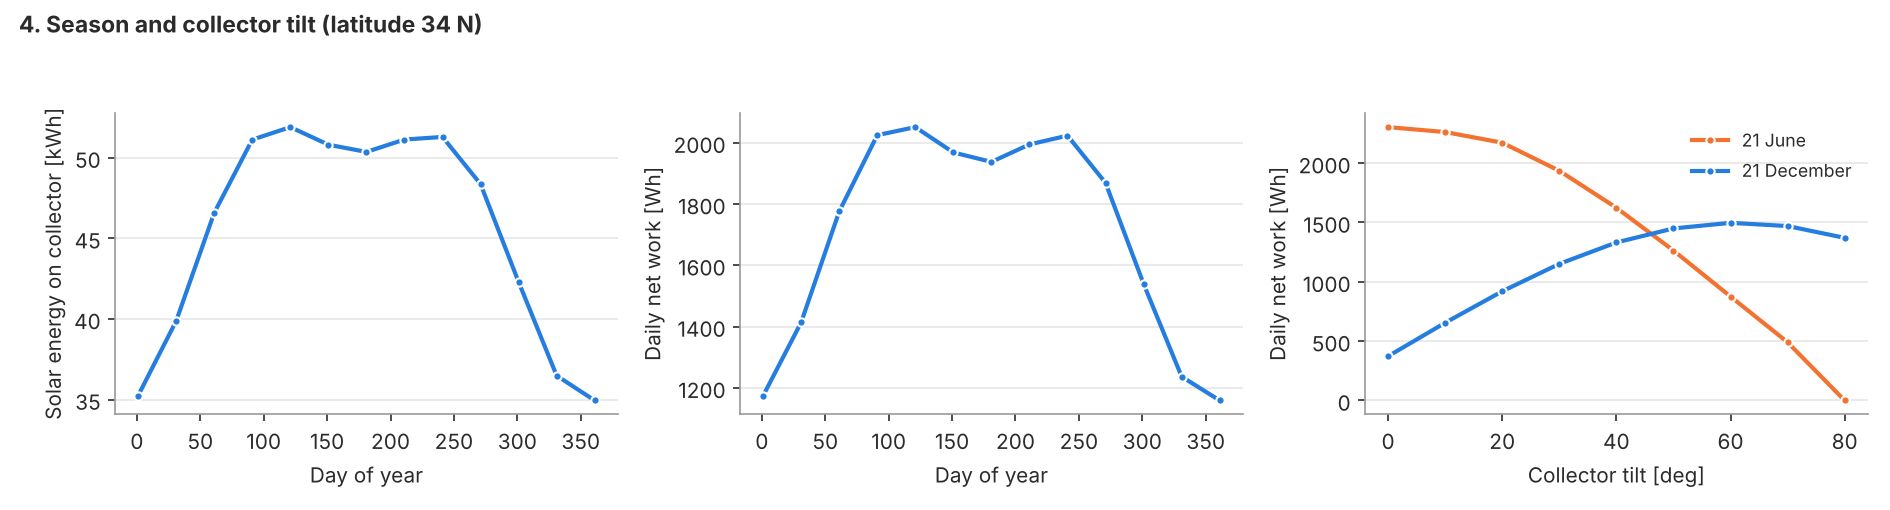 4. Season and collector tilt (latitude 34 N)
Solar energy on collector [kWh]
50
45
40
35
0 50 100 150 200 250 300 350
Day of year
Daily net work [Wh]
2000
1800
1600
1400
1200
0 50 100 150 200 250 300 350
Day of year
Daily net work [Wh]
2000
1500
1000
500
0
21 June
21 December
0 20 40 60 80
Collector tilt [deg]